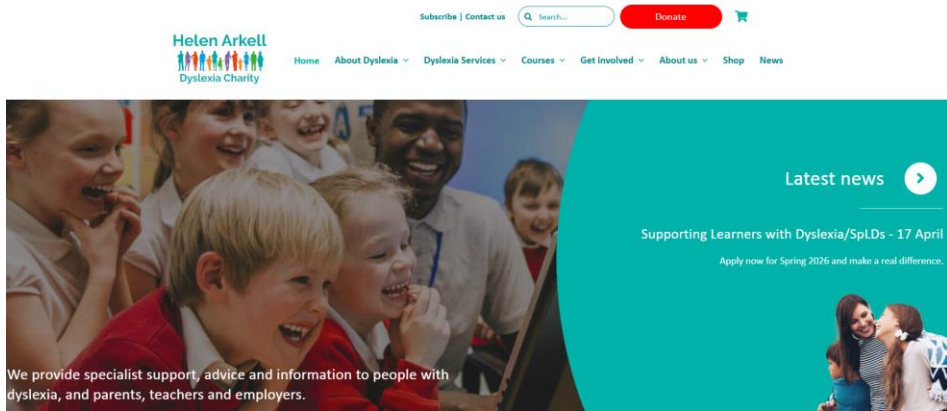 Subscribe | Contact us
Search...
Donate
Helen Arkell
Dyslexia Charity
Home About Dyslexia Dyslexia Services Courses Get involved About us Shop News
Latest news
Supporting Learners with Dyslexia/SpLDs - 17 April
Apply now for Spring 2026 and make a real difference.
We provide specialist support, advice and information to people with
dyslexia, and parents, teachers and employers.